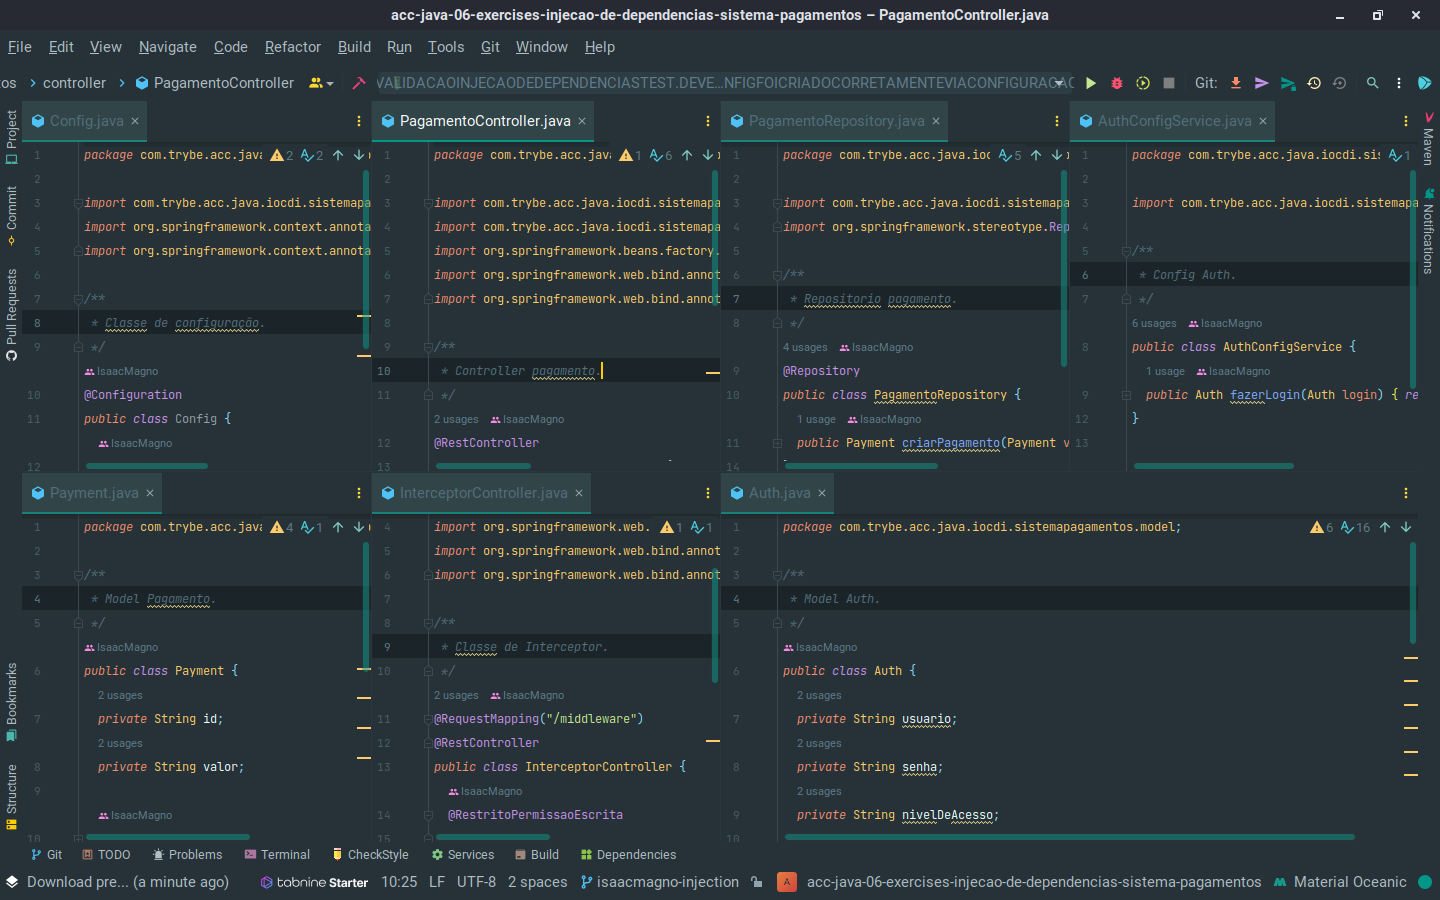 acc-java-06-exercises-injecao-de-dependencias-sistema-pagamentos – PagamentoController.java
File Edit View Navigate Code Refactor Build Run Tools Git Window Help
tos controller PagamentoController VALIDACAOINJECAODEDEPENDENCIASTEST.DEVE...NFIGFOICRIADOCORRETAMENTEVIACONFIGURACAO Git:
Project
Commit
Pull Requests
Bookmarks
Structure
Maven
Notifications
Config.java
1 package com.trybe.acc.java 2 2
2
3 import com.trybe.acc.java.iocdi.sistemapa
4 import org.springframework.context.annota
5 import org.springframework.context.annota
6
7 /**
8 * Classe de configuração.
9 */
IsaacMagno
10 @Configuration
11 public class Config {
IsaacMagno
12
PagamentoController.java
1 package com.trybe.acc.java 1 6
2
3 import com.trybe.acc.java.iocdi.sistemapa
4 import com.trybe.acc.java.iocdi.sistemapa
5 import org.springframework.beans.factory.
6 import org.springframework.web.bind.annot
7 import org.springframework.web.bind.annot
8
9 /**
10 * Controller pagamento.
11 */
2 usages IsaacMagno
12 @RestController
13
PagamentoRepository.java
1 package com.trybe.acc.java.ioc 5
2
3 import com.trybe.acc.java.iocdi.sistemapa
4 import org.springframework.stereotype.Rep
5
6 /**
7 * Repositorio pagamento.
8 */
4 usages IsaacMagno
9 @Repository
10 public class PagamentoRepository {
1 usage IsaacMagno
11 public Payment criarPagamento(Payment v
14
AuthConfigService.java
1 package com.trybe.acc.java.iocdi.sis 1
2
3 import com.trybe.acc.java.iocdi.sistemapa
4
5 /**
6 * Config Auth.
7 */
6 usages IsaacMagno
8 public class AuthConfigService {
1 usage IsaacMagno
9 public Auth fazerLogin(Auth login) { re
12 }
13
Payment.java
1 package com.trybe.acc.java 4 1
2
3 /**
4 * Model Pagamento.
5 */
IsaacMagno
6 public class Payment {
2 usages
7 private String id;
2 usages
8 private String valor;
9
IsaacMagno
10
InterceptorController.java
4 import org.springframework.web. 1 1
5 import org.springframework.web.bind.annot
6 import org.springframework.web.bind.annot
7
8 /**
9 * Classe de Interceptor.
10 */
2 usages IsaacMagno
11 @RequestMapping("/middleware")
12 @RestController
13 public class InterceptorController {
IsaacMagno
14 @RestritoPermissaoEscrita
15
Auth.java
1 package com.trybe.acc.java.iocdi.sistemapagamentos.model; 6 16
2
3 /**
4 * Model Auth.
5 */
IsaacMagno
6 public class Auth {
2 usages
7 private String usuario;
2 usages
8 private String senha;
2 usages
9 private String nivelDeAcesso;
10
Git TODO Problems Terminal CheckStyle Services Build Dependencies
Download pre... (a minute ago) tabnine Starter 10:25 LF UTF-8 2 spaces isaacmagno-injection A acc-java-06-exercises-injecao-de-dependencias-sistema-pagamentos Material Oceanic